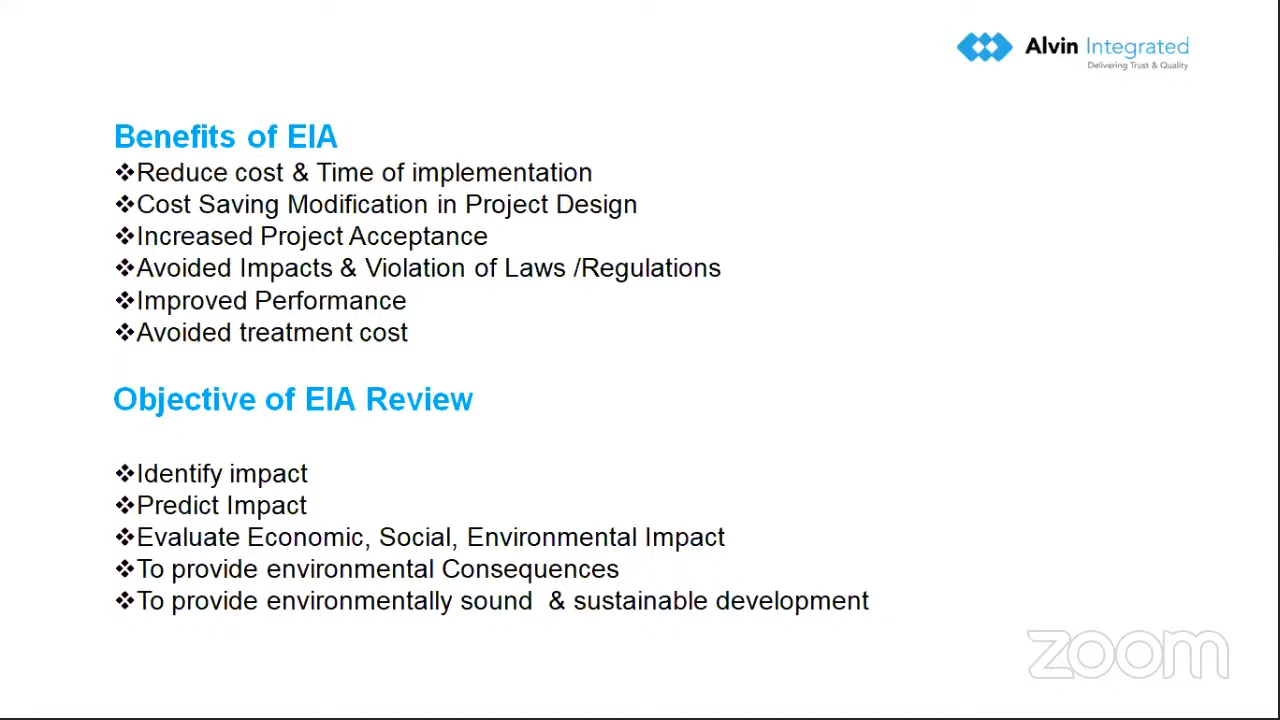 Alvin Integrated
Delivering Trust & Quality
Benefits of EIA
❖Reduce cost & Time of implementation
❖Cost Saving Modification in Project Design
❖Increased Project Acceptance
❖Avoided Impacts & Violation of Laws /Regulations
❖Improved Performance
❖Avoided treatment cost
Objective of EIA Review
❖Identify impact
❖Predict Impact
❖Evaluate Economic, Social, Environmental Impact
❖To provide environmental Consequences
❖To provide environmentally sound  & sustainable development
zoom